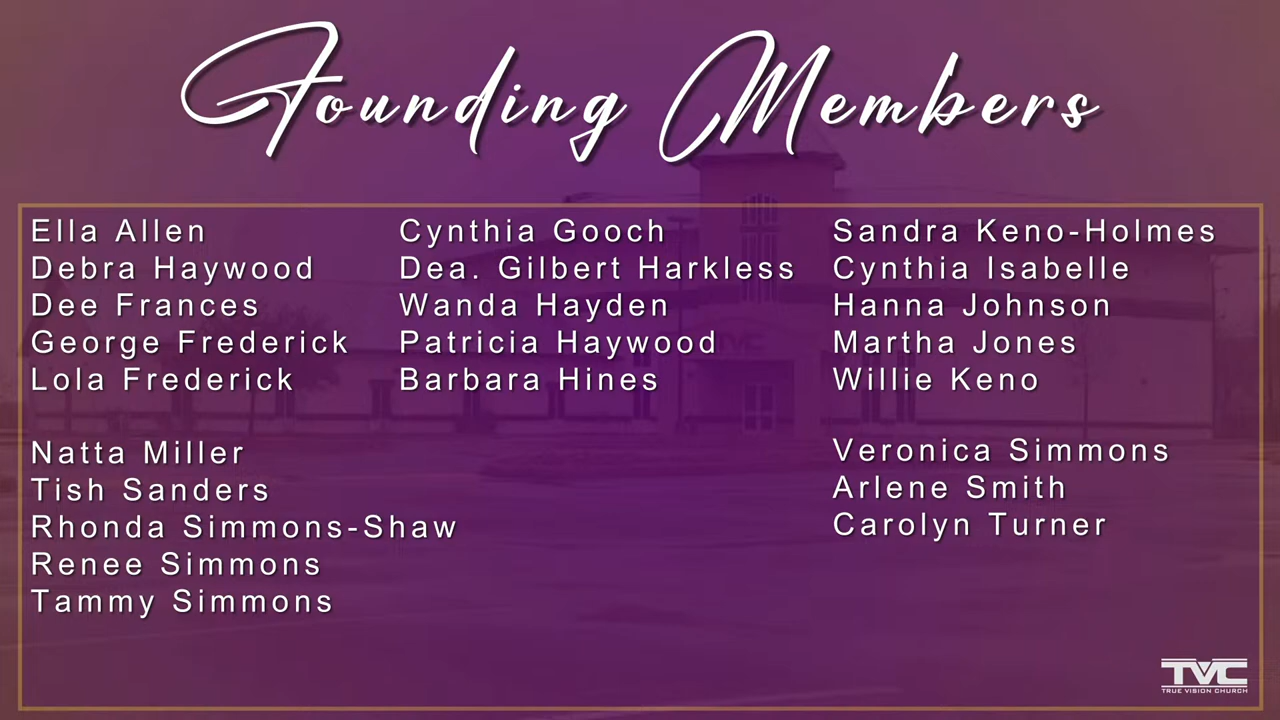 Founding Members
Ella Allen
Debra Haywood
Dee Frances
George Frederick
Lola Frederick
Cynthia Gooch
Dea. Gilbert Harkless
Wanda Hayden
Patricia Haywood
Barbara Hines
Sandra Keno-Holmes
Cynthia Isabelle
Hanna Johnson
Martha Jones
Willie Keno
Natta Miller
Tish Sanders
Rhonda Simmons-Shaw
Renee Simmons
Tammy Simmons
Veronica Simmons
Arlene Smith
Carolyn Turner
TVC
TVC
TRUE VISION CHURCH